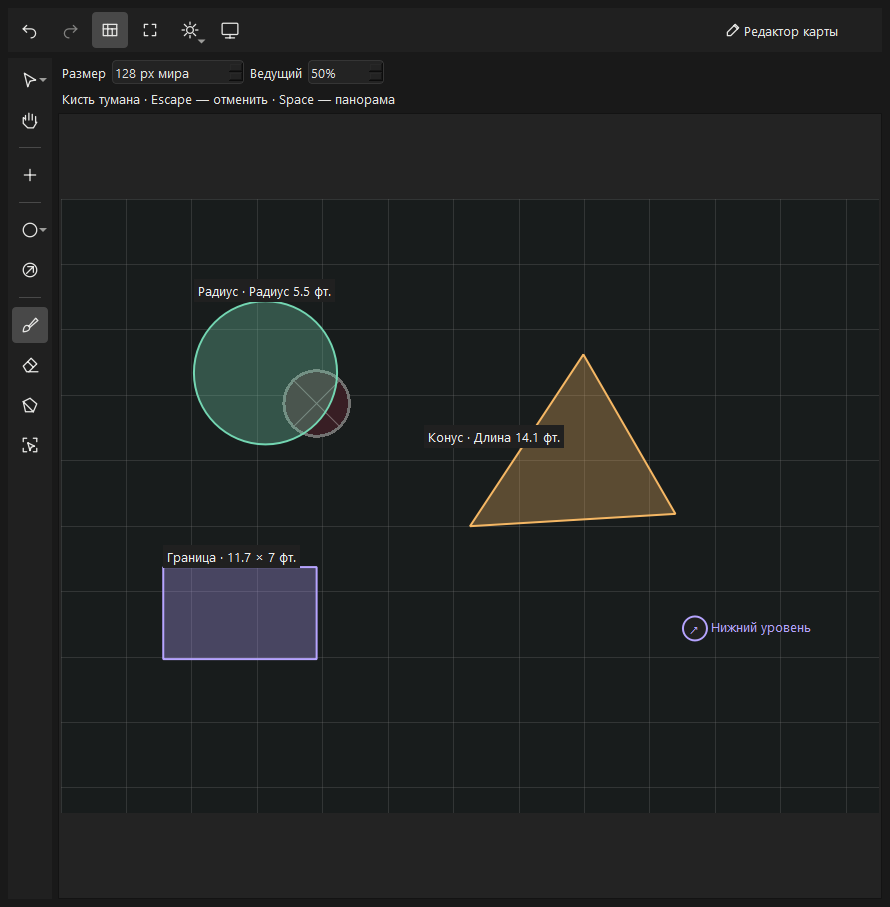 Редактор карты
Размер 128 px мира Ведущий 50%
Кисть тумана · Escape — отменить · Space — панорама
Радиус · Радиус 5.5 фт.
Конус · Длина 14.1 фт.
Граница · 11.7 × 7 фт.
Нижний уровень